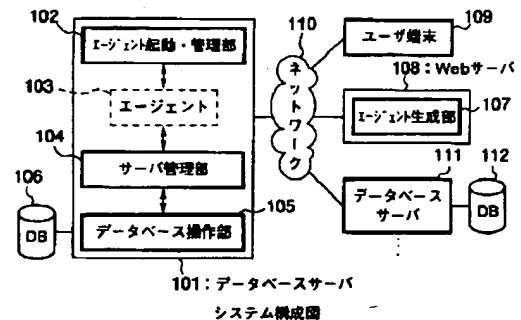 102
エージェント起動・管理部
103
エージェント
104
サーバ管理部
106
DB
データベース操作部
105
101：データベースサーバ
110
ネットワーク
ユーザ端末
109
108：Webサーバ
エージェント生成部
107
111
データベース
サーバ
112
DB
システム構成図